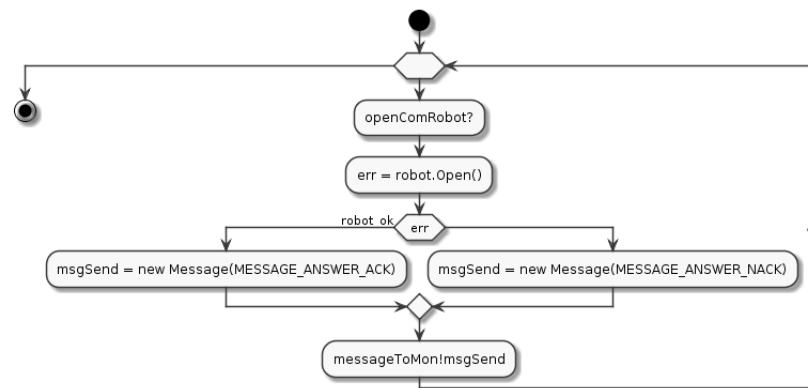 openComRobot?
err = robot.Open()
robot ok
err
msgSend = new Message(MESSAGE_ANSWER_ACK)
msgSend = new Message(MESSAGE_ANSWER_NACK)
messageToMon!msgSend